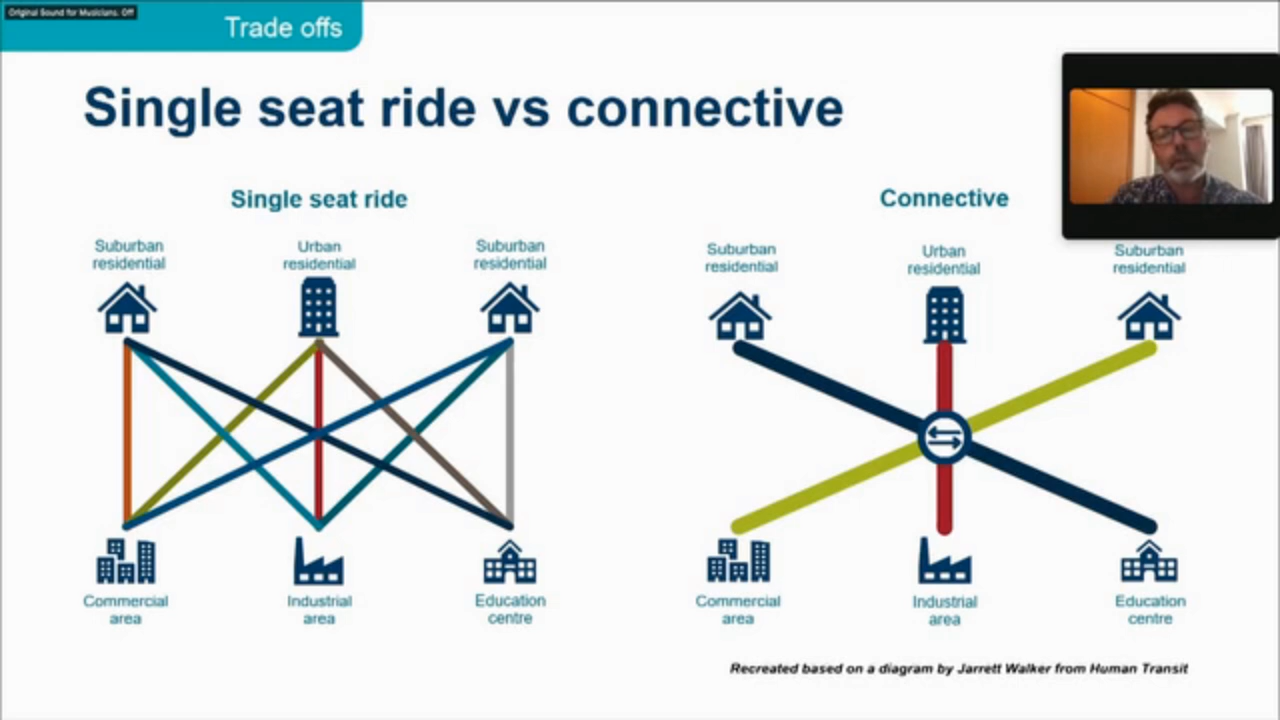 Original Sound for Musicians: Off
Trade offs
Single seat ride vs connective
Single seat ride
Suburban
residential
Urban
residential
Suburban
residential
Commercial
area
Industrial
area
Education
centre
Connective
Suburban
residential
Urban
residential
Suburban
residential
Commercial
area
Industrial
area
Education
centre
Recreated based on a diagram by Jarrett Walker from Human Transit